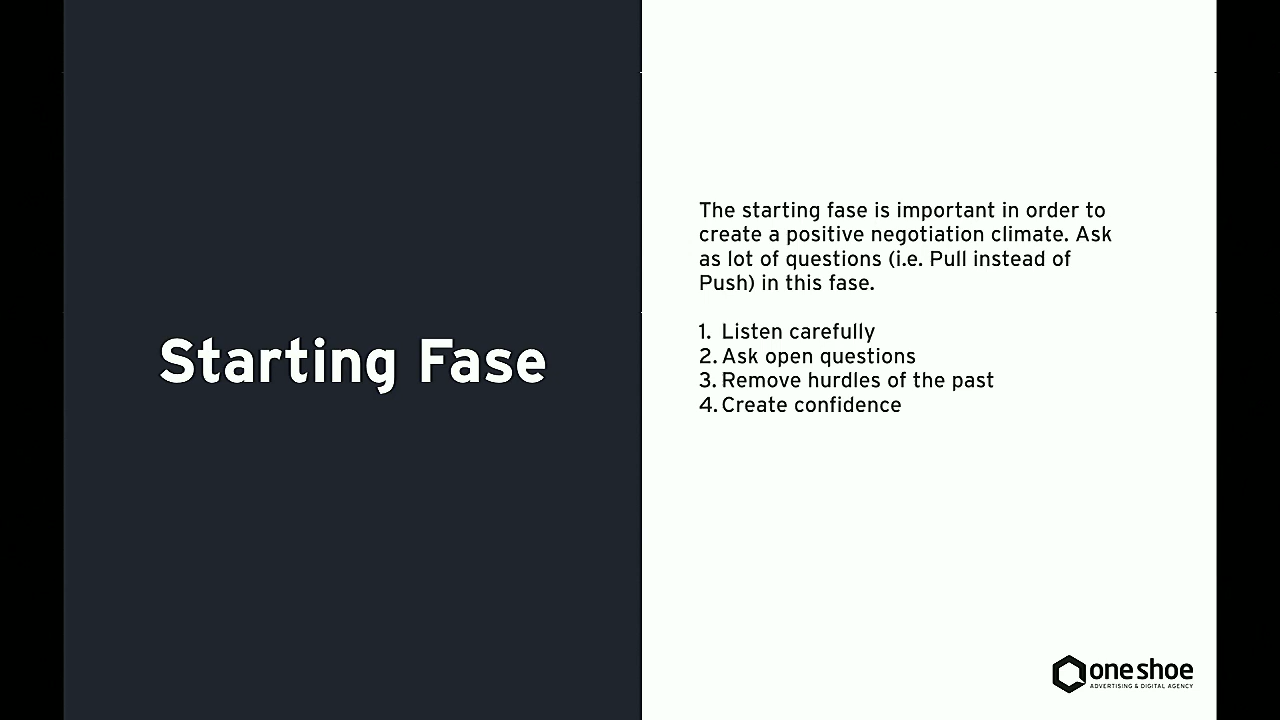 Starting Fase
The starting fase is important in order to
create a positive negotiation climate. Ask
as lot of questions (i.e. Pull instead of
Push) in this fase.
1. Listen carefully
2. Ask open questions
3. Remove hurdles of the past
4. Create confidence
one shoe
ADVERTISING & DIGITAL AGENCY